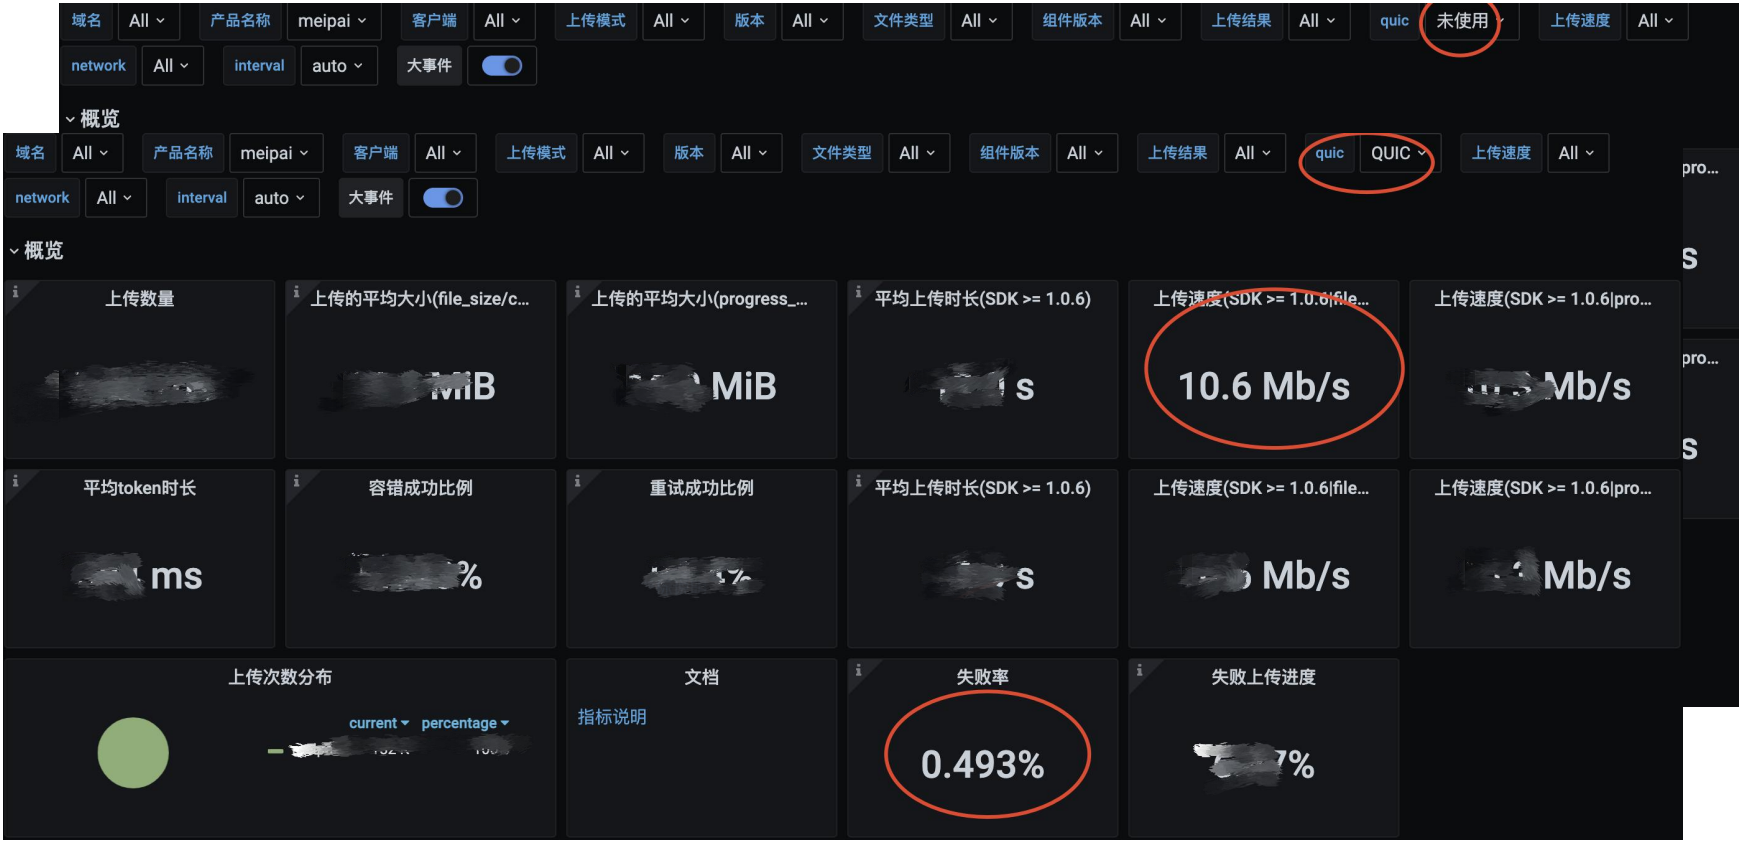 域名 All 产品名称 meipai 客户端 All 上传模式 All 版本 All 文件类型 All 组件版本 All 上传结果 All quic 未使用 上传速度 All
network All interval auto 大事件
概览
域名 All 产品名称 meipai 客户端 All 上传模式 All 版本 All 文件类型 All 组件版本 All 上传结果 All quic QUIC 上传速度 All
pro...
network All interval auto 大事件
概览
s
上传数量 上传的平均大小(file_size/c... 上传的平均大小(progress_... 平均上传时长(SDK >= 1.0.6) 上传速度(SDK >= 1.0.6|file... 上传速度(SDK >= 1.0.6|pro...
pro...
MiB MiB s 10.6 Mb/s Mb/s
s
平均token时长 容错成功比例 重试成功比例 平均上传时长(SDK >= 1.0.6) 上传速度(SDK >= 1.0.6|file... 上传速度(SDK >= 1.0.6|pro...
ms % % s Mb/s Mb/s
上传次数分布 文档 失败率 失败上传进度
current percentage 指标说明
0.493% %